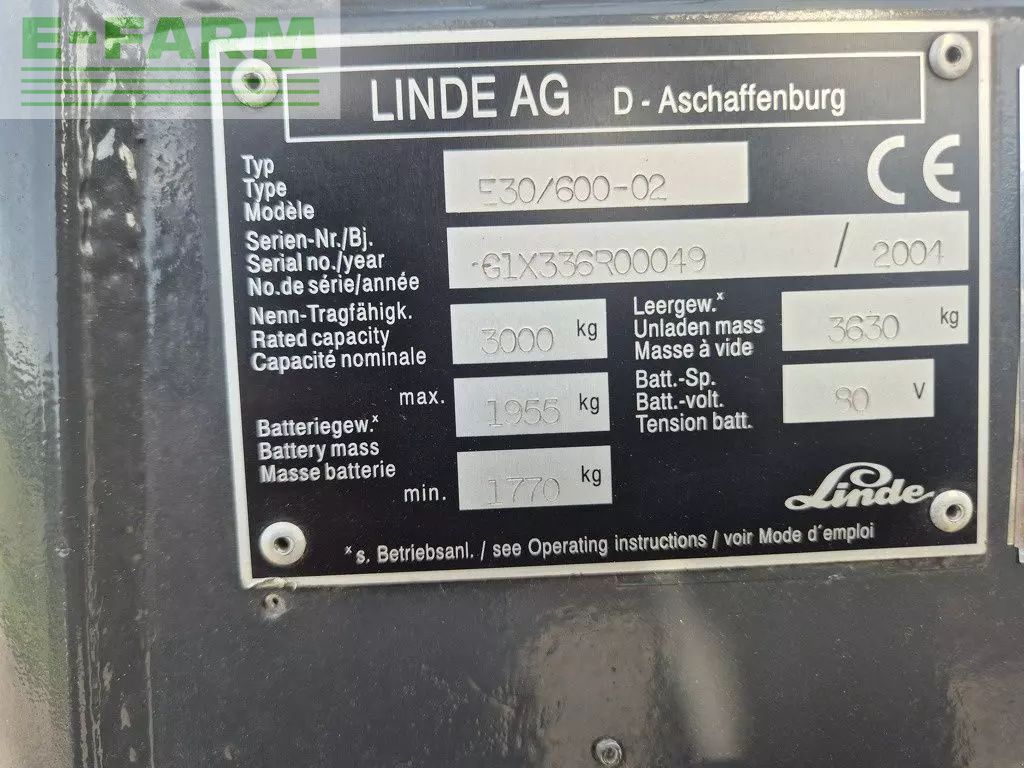 E-FARM
LINDE AG D - Aschaffenburg
Typ
Type
Modèle
E30/600-02
CE
Serien-Nr./Bj.
Serial no./year
No.de série/année
G1X336R00049 / 2004
Nenn-Tragfähigk.
Rated capacity
Capacité nominale
3000 kg
Leergew.x
Unladen mass
Masse à vide
3630 kg
max. 1955 kg
Batteriegew.x
Battery mass
Masse batterie
min. 1770 kg
Batt.-Sp.
Batt.-volt.
Tension batt.
80 V
Linde
x s. Betriebsanl. / see Operating instructions / voir Mode d´emploi